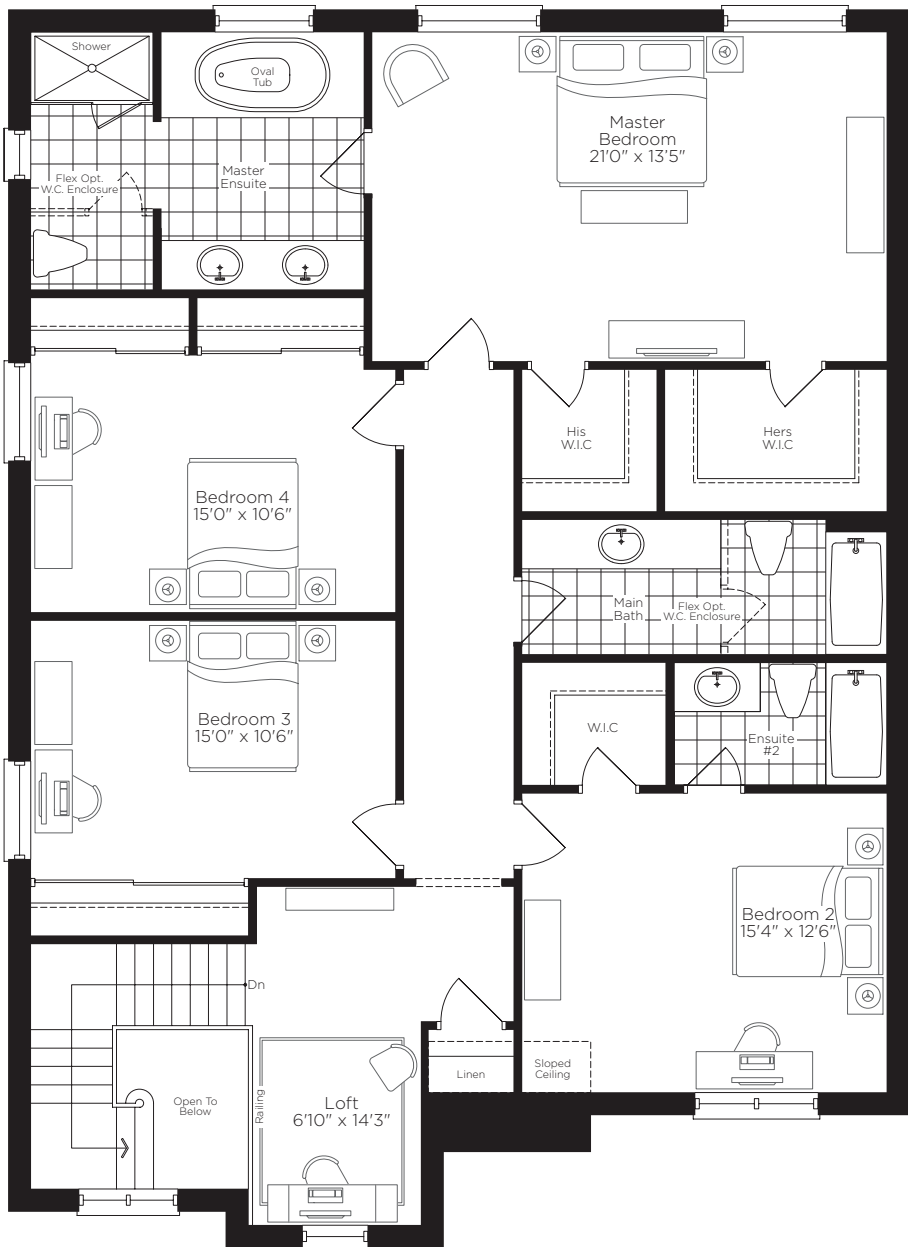 Shower
Oval
Tub
Master
Bedroom
21'0" x 13'5"
Flex Opt.
W.C. Enclosure
Master
Ensuite
His
W.I.C
Hers
W.I.C
Bedroom 4
15'0" x 10'6"
Main
Bath
Flex Opt.
W.C. Enclosure
Bedroom 3
15'0" x 10'6"
W.I.C
Ensuite
#2
Bedroom 2
15'4" x 12'6"
Dn
Sloped
Ceiling
Linen
Open To
Below
Railing
Loft
6'10" x 14'3"